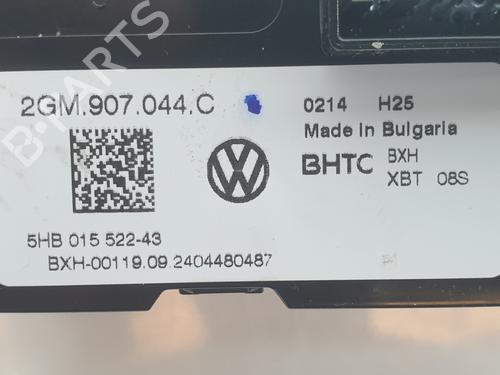 B-PARTS
2GM.907.044.C
0214 H25
Made in Bulgaria
BHTC BXH
XBT 08S
5HB 015 522-43
BXH-00119.09.2404480487